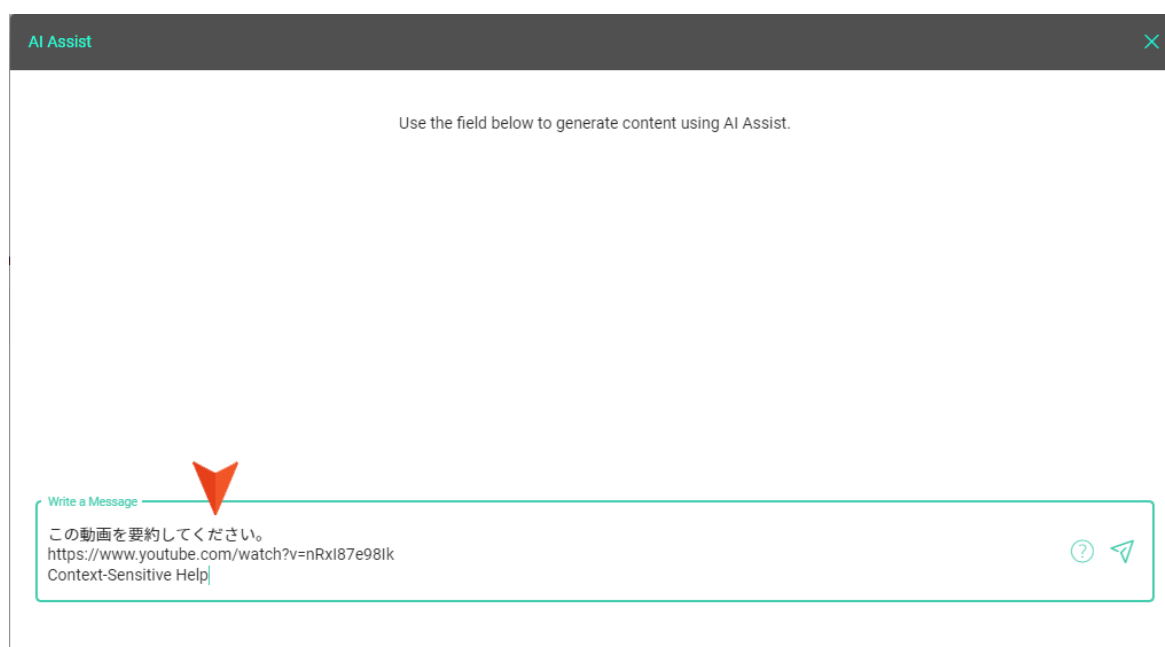 AI Assist
Use the field below to generate content using AI Assist.
Write a Message
この動画を要約してください。
https://www.youtube.com/watch?v=nRxI87e98Ik
Context-Sensitive Help